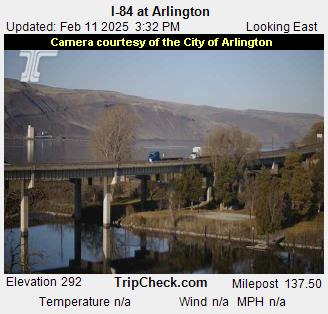 I-84 at Arlington
Updated: Feb 11 2025 3:32 PM Looking East
Camera courtesy of the City of Arlington
Elevation 292 TripCheck.com Milepost 137.50
Temperature n/a Wind n/a MPH n/a